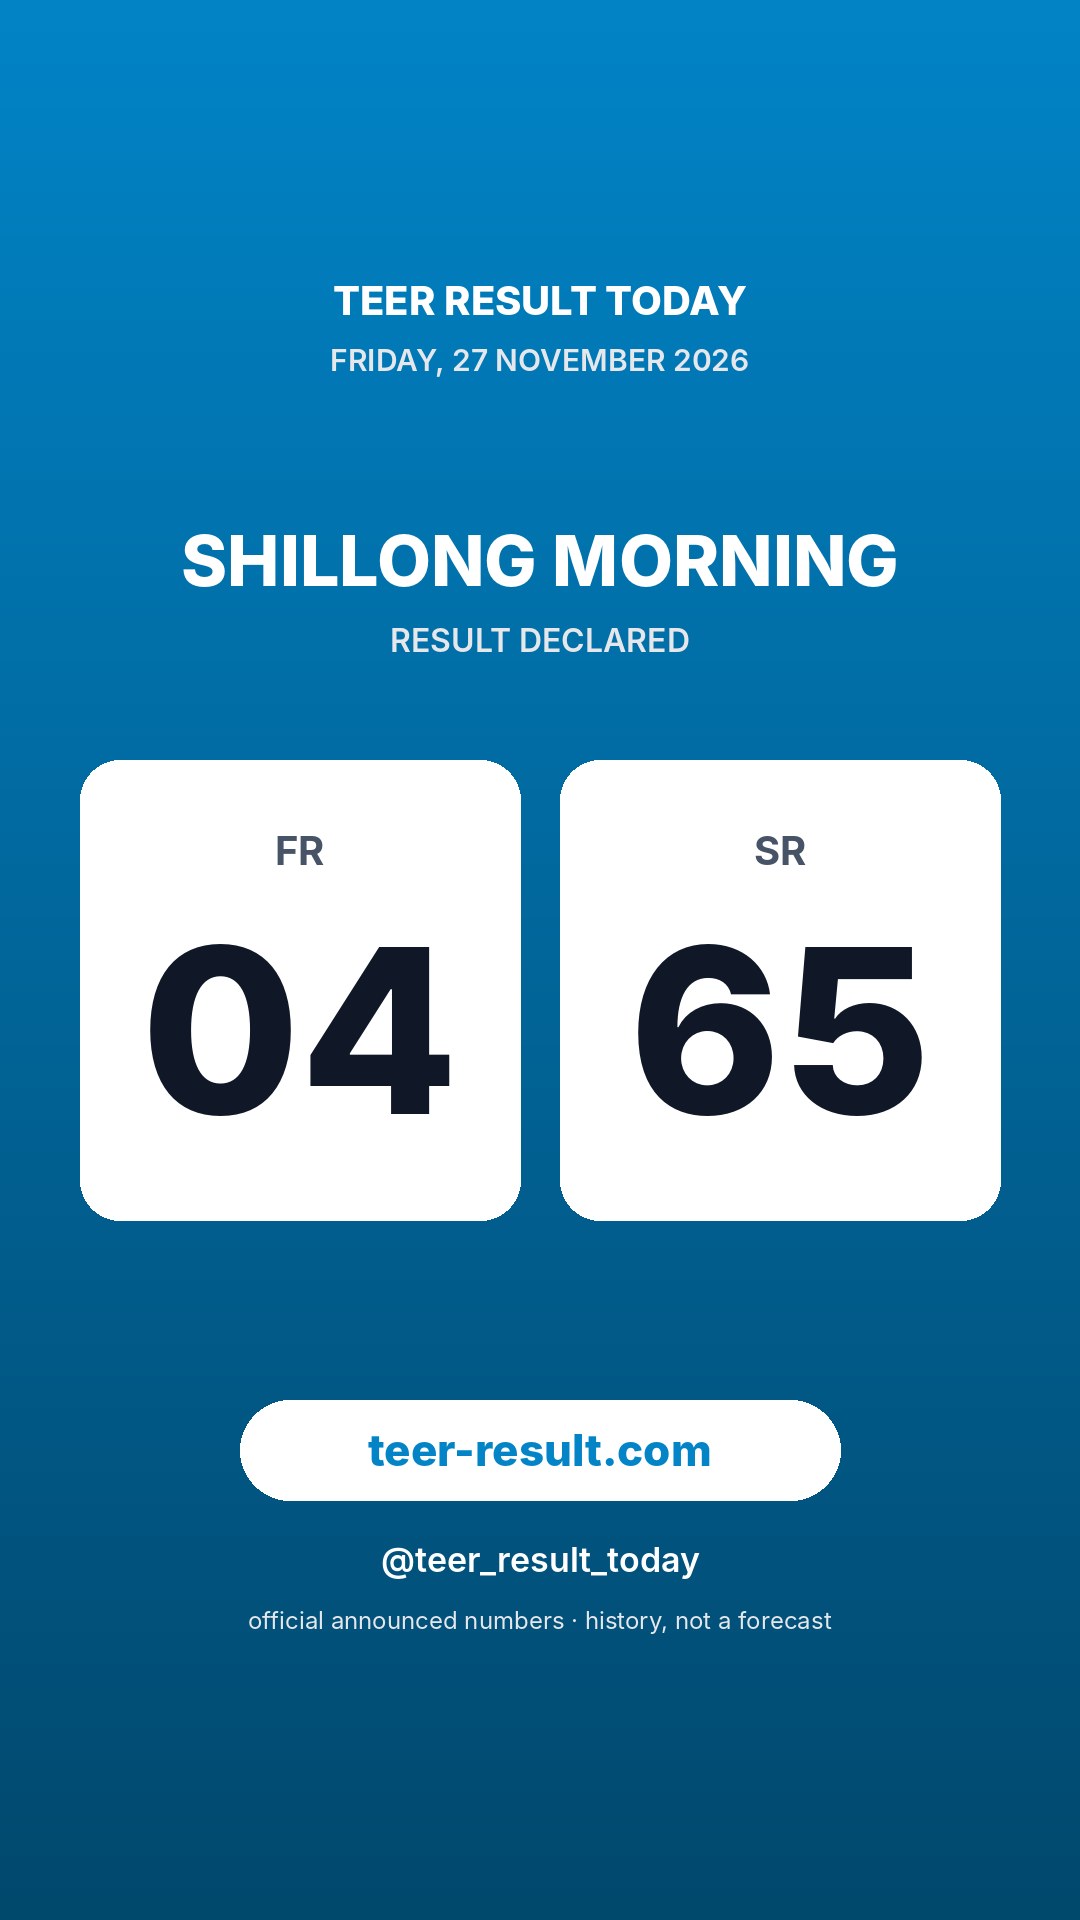 TEER RESULT TODAY
FRIDAY, 27 NOVEMBER 2026
SHILLONG MORNING
RESULT DECLARED
FR
04
SR
65
teer-result.com
@teer_result_today
official announced numbers · history, not a forecast